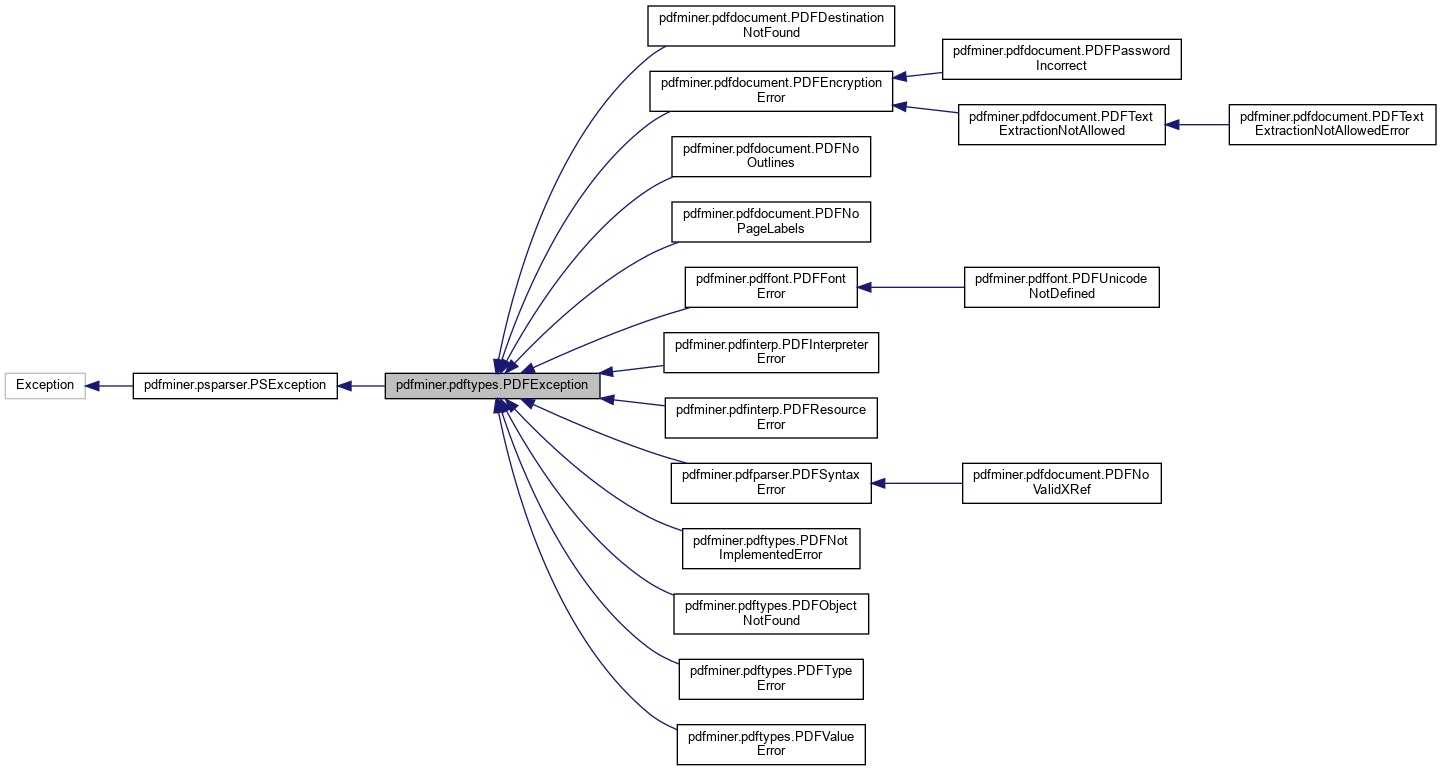 pdfminer.pdfdocument.PDFDestination
NotFound
pdfminer.pdfdocument.PDFPassword
Incorrect
pdfminer.pdfdocument.PDFEncryption
Error
pdfminer.pdfdocument.PDFText
ExtractionNotAllowed
pdfminer.pdfdocument.PDFText
ExtractionNotAllowedError
pdfminer.pdfdocument.PDFNo
Outlines
pdfminer.pdfdocument.PDFNo
PageLabels
pdfminer.pdffont.PDFFont
Error
pdfminer.pdffont.PDFUnicode
NotDefined
pdfminer.pdfinterp.PDFInterpreter
Error
Exception
pdfminer.psparser.PSException
pdfminer.pdftypes.PDFException
pdfminer.pdfinterp.PDFResource
Error
pdfminer.pdfparser.PDFSyntax
Error
pdfminer.pdfdocument.PDFNo
ValidXRef
pdfminer.pdftypes.PDFNot
ImplementedError
pdfminer.pdftypes.PDFObject
NotFound
pdfminer.pdftypes.PDFType
Error
pdfminer.pdftypes.PDFValue
Error